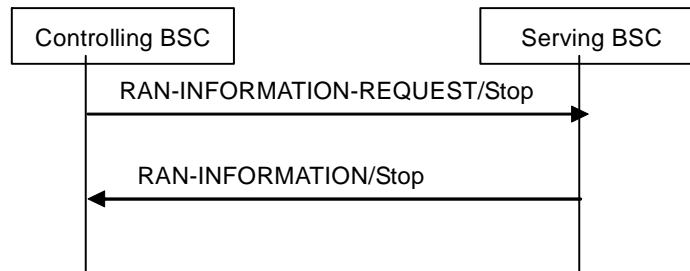 Controlling BSC
Serving BSC
RAN-INFORMATION-REQUEST/Stop
RAN-INFORMATION/Stop